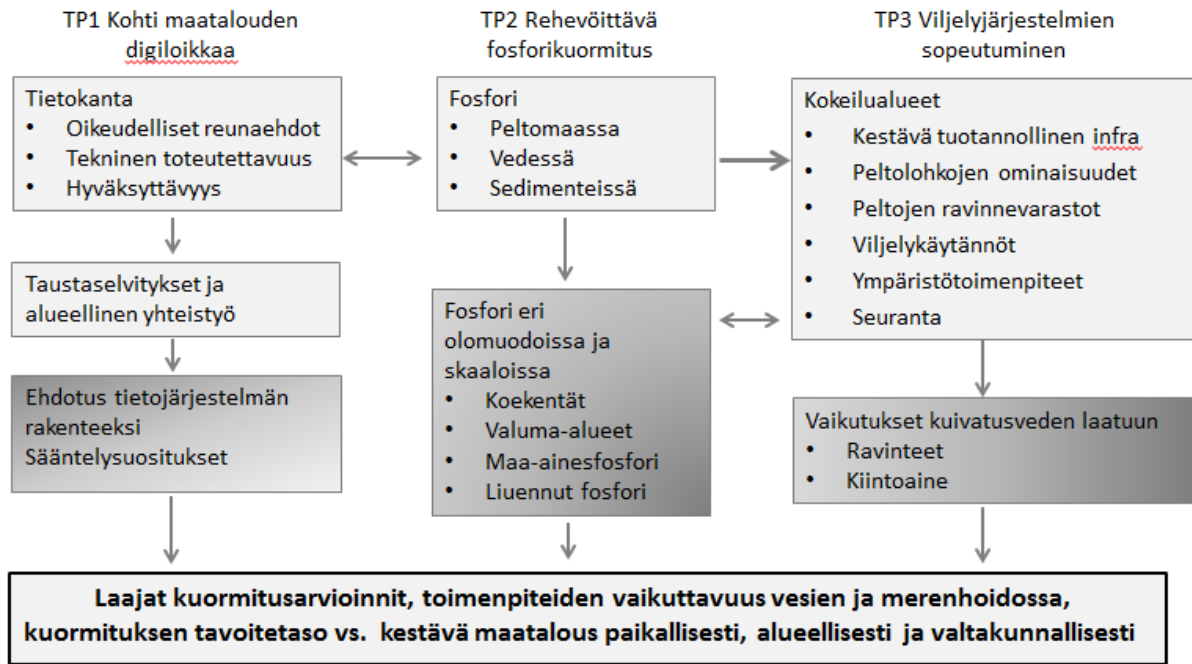 TP1 Kohti maatalouden
digiloikkaa
Tietokanta
• Oikeudelliset reunaehdot
• Tekninen toteutettavuus
• Hyväksyttävyys
Taustaselvitykset ja
alueellinen yhteistyö
Ehdotus tietojärjestelmän
rakenteeksi
Sääntelysuositukset
TP2 Rehevöittävä
fosforikuormitus
Fosfori
• Peltomaassa
• Vedessä
• Sedimenteissä
Fosfori eri
olomuodoissa ja
skaaloissa
• Koekentät
• Valuma-alueet
• Maa-ainesfosfori
• Liuennut fosfori
TP3 Viljelyjärjestelmien
sopeutuminen
Kokeilualueet
• Kestävä tuotannollinen infra
• Peltolohkojen ominaisuudet
• Peltojen ravinnevarastot
• Viljelykäytännöt
• Ympäristötoimenpiteet
• Seuranta
Vaikutukset kuivatusveden laatuun
• Ravinteet
• Kiintoaine
Laajat kuormitusarvioinnit, toimenpiteiden vaikuttavuus vesien ja merenhoidossa,
kuormituksen tavoitetaso vs. kestävä maatalous paikallisesti, alueellisesti ja valtakunnallisesti